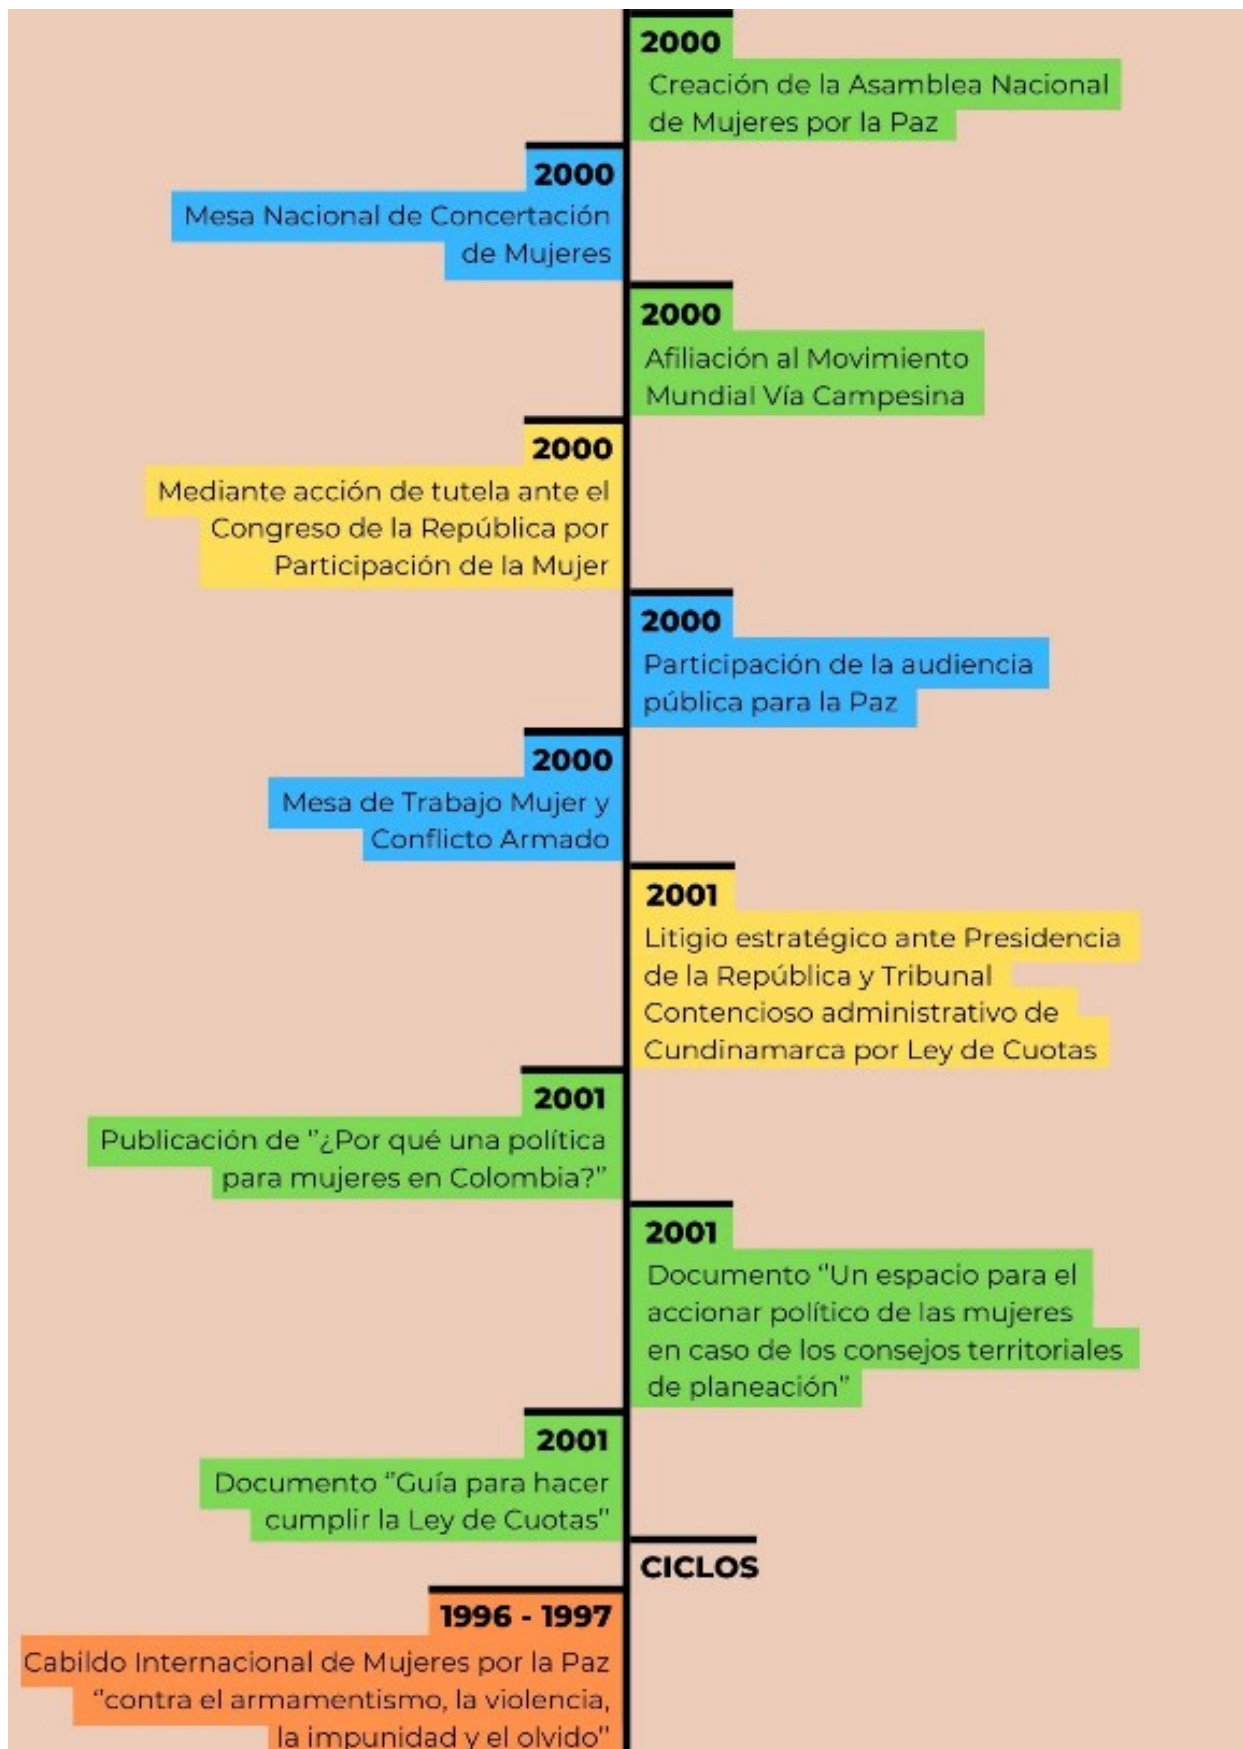 2000
Creación de la Asamblea Nacional
de Mujeres por la Paz
2000
Mesa Nacional de Concertación
de Mujeres
2000
Afiliación al Movimiento
Mundial Vía Campesina
2000
Mediante acción de tutela ante el
Congreso de la República por
Participación de la Mujer
2000
Participación de la audiencia
pública para la Paz
2000
Mesa de Trabajo Mujer y
Conflicto Armado
2001
Litigio estratégico ante Presidencia
de la República y Tribunal
Contencioso administrativo de
Cundinamarca por Ley de Cuotas
2001
Publicación de "¿Por qué una política
para mujeres en Colombia?"
2001
Documento "Un espacio para el
accionar político de las mujeres
en caso de los consejos territoriales
de planeación"
2001
Documento "Guía para hacer
cumplir la Ley de Cuotas"
CICLOS
1996 - 1997
Cabildo Internacional de Mujeres por la Paz
"contra el armamentismo, la violencia,
la impunidad y el olvido"